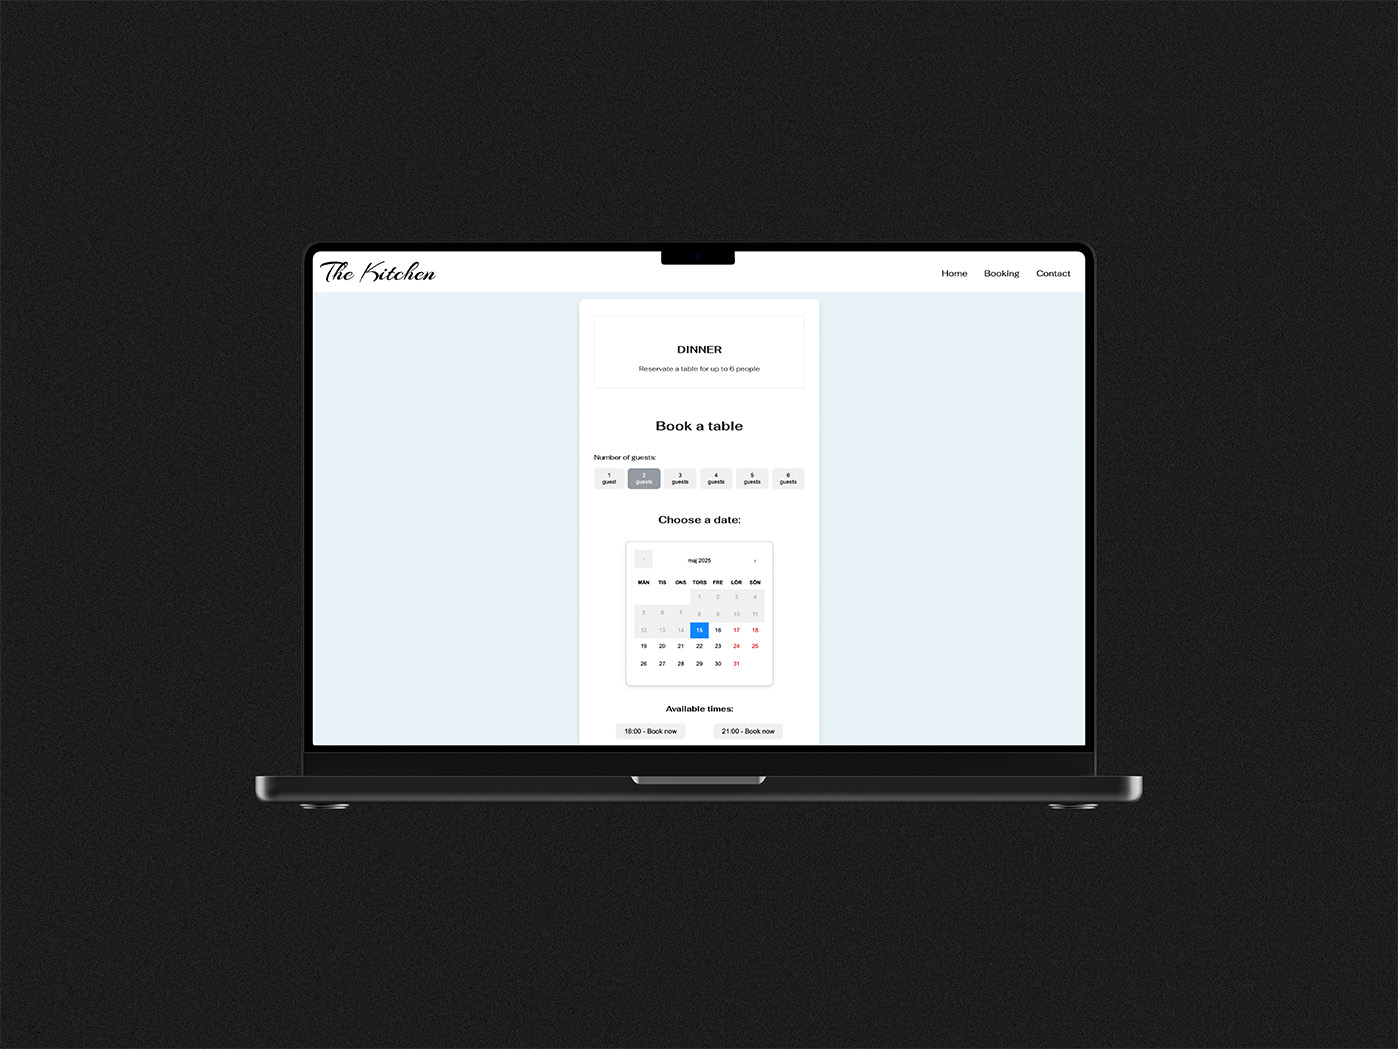 The Kitchen
Home Booking Contact
DINNER
Reservate a table for up to 6 people
Book a table
Number of guests:
1 guest
2 guests
3 guests
4 guests
5 guests
6 guests
Choose a date:
‹ maj 2025 ›
MÅN TIS ONS TORS FRE LÖR SÖN
1 2 3 4
5 6 7 8 9 10 11
12 13 14 15 16 17 18
19 20 21 22 23 24 25
26 27 28 29 30 31
Available times:
18:00 - Book now 21:00 - Book now